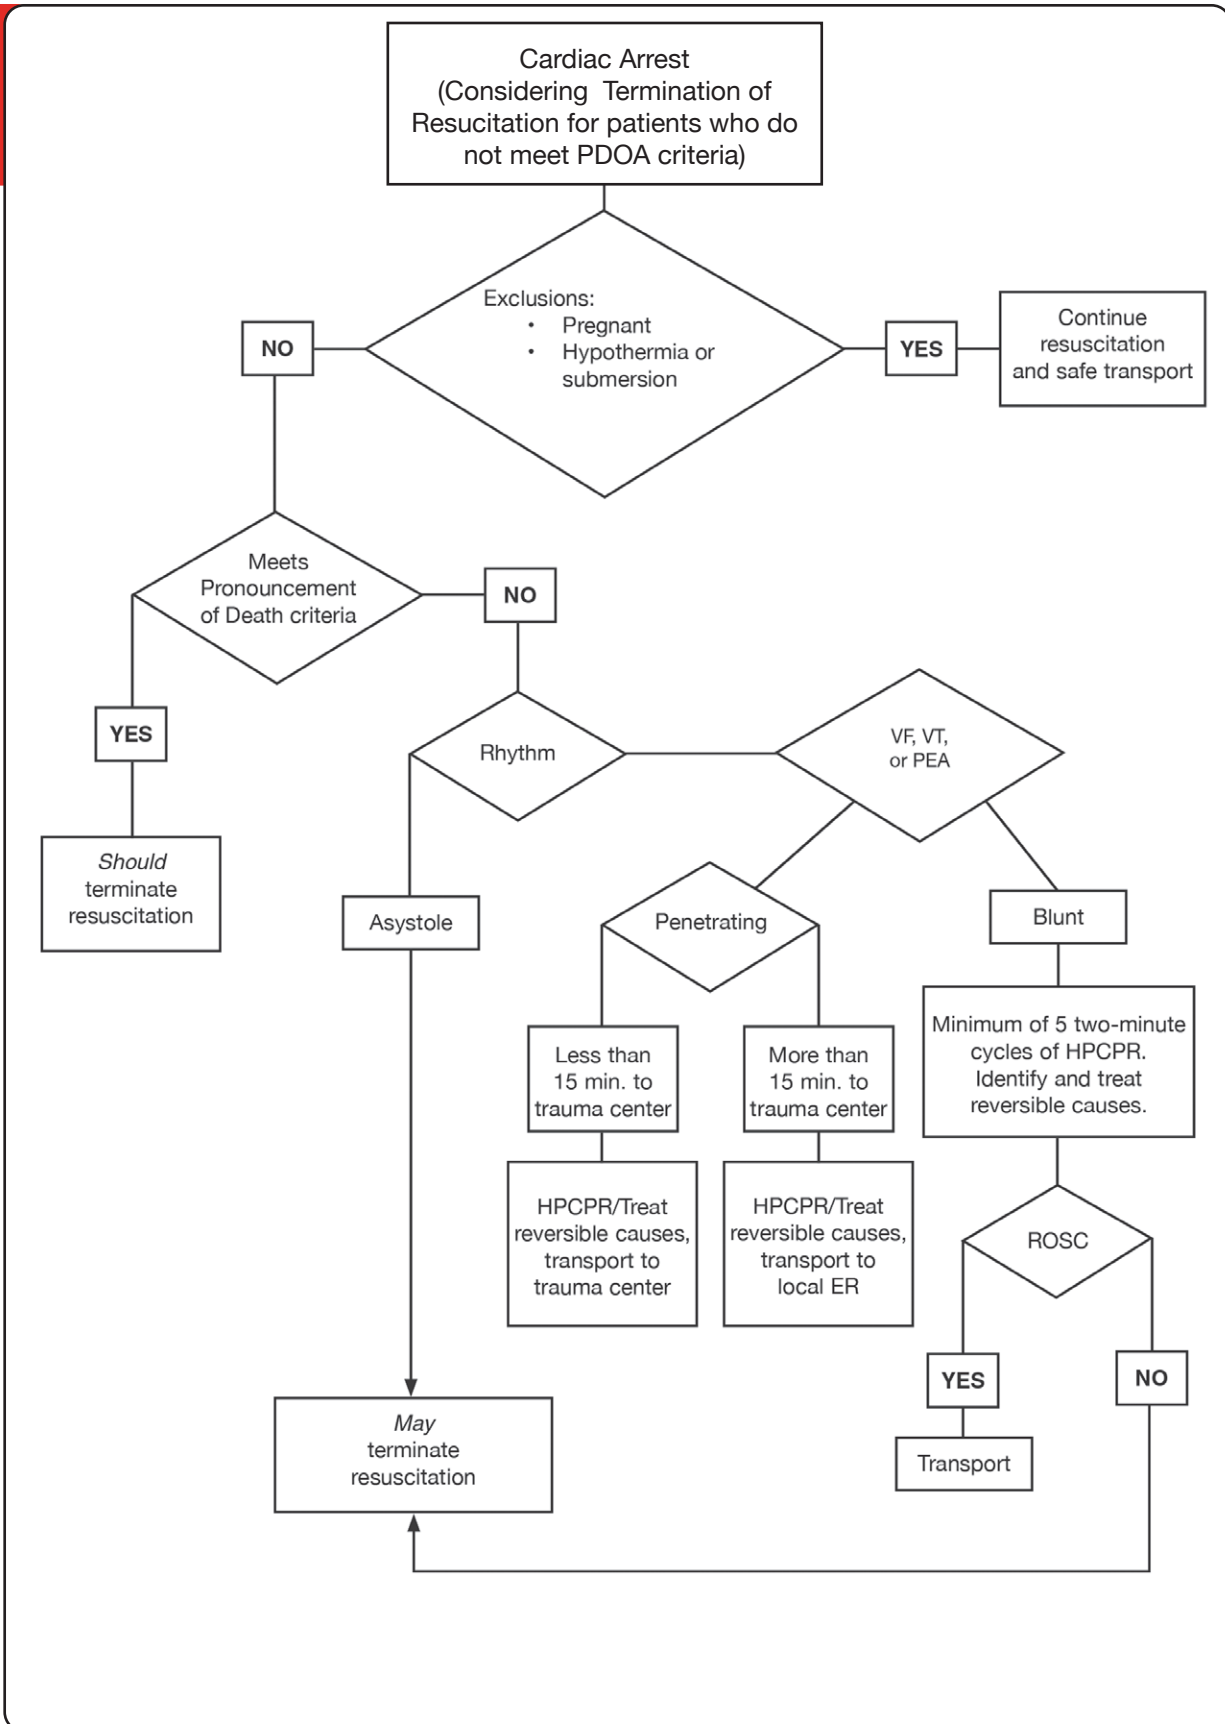 Cardiac Arrest
(Considering  Termination of
Resucitation for patients who do
not meet PDOA criteria)
Exclusions:
• Pregnant
• Hypothermia or
submersion
NO
YES
Continue
resuscitation
and safe transport
Meets
Pronouncement
of Death criteria
NO
YES
Should
terminate
resuscitation
Rhythm
VF, VT,
or PEA
Asystole
Penetrating
Blunt
Less than
15 min. to
trauma center
More than
15 min. to
trauma center
Minimum of 5 two-minute
cycles of HPCPR.
Identify and treat
reversible causes.
HPCPR/Treat
reversible causes,
transport to
trauma center
HPCPR/Treat
reversible causes,
transport to
local ER
ROSC
YES
NO
Transport
May
terminate
resuscitation